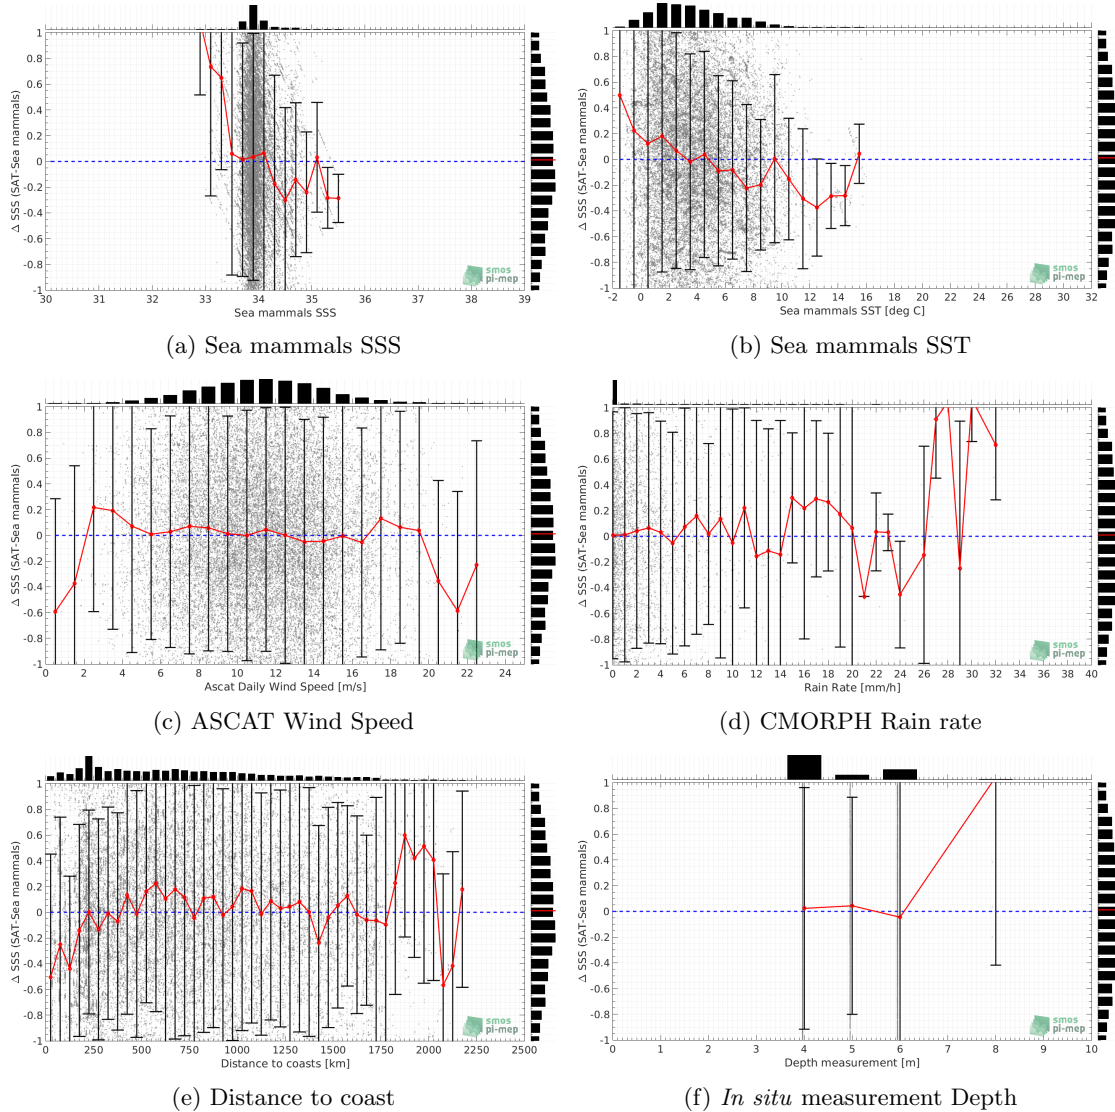 1
0.8
0.6
0.4
0.2
0
-0.2
-0.4
-0.6
-0.8
-1
Δ SSS (SAT-Sea mammals)
smos
pi-mep
30 31 32 33 34 35 36 37 38 39
Sea mammals SSS
(a) Sea mammals SSS
1
0.8
0.6
0.4
0.2
0
-0.2
-0.4
-0.6
-0.8
-1
Δ SSS (SAT-Sea mammals)
smos
pi-mep
-2 0 2 4 6 8 10 12 14 16 18 20 22 24 26 28 30 32
Sea mammals SST [deg C]
(b) Sea mammals SST
1
0.8
0.6
0.4
0.2
0
-0.2
-0.4
-0.6
-0.8
-1
Δ SSS (SAT-Sea mammals)
smos
pi-mep
0 2 4 6 8 10 12 14 16 18 20 22 24
Ascat Daily Wind Speed [m/s]
(c) ASCAT Wind Speed
1
0.8
0.6
0.4
0.2
0
-0.2
-0.4
-0.6
-0.8
-1
Δ SSS (SAT-Sea mammals)
smos
pi-mep
0 2 4 6 8 10 12 14 16 18 20 22 24 26 28 30 32 34 36 38 40
Rain Rate [mm/h]
(d) CMORPH Rain rate
1
0.8
0.6
0.4
0.2
0
-0.2
-0.4
-0.6
-0.8
-1
Δ SSS (SAT-Sea mammals)
smos
pi-mep
0 250 500 750 1000 1250 1500 1750 2000 2250 2500
Distance to coasts [km]
(e) Distance to coast
1
0.8
0.6
0.4
0.2
0
-0.2
-0.4
-0.6
-0.8
-1
Δ SSS (SAT-Sea mammals)
smos
pi-mep
0 1 2 3 4 5 6 7 8 9 10
Depth measurement [m]
(f) In situ measurement Depth